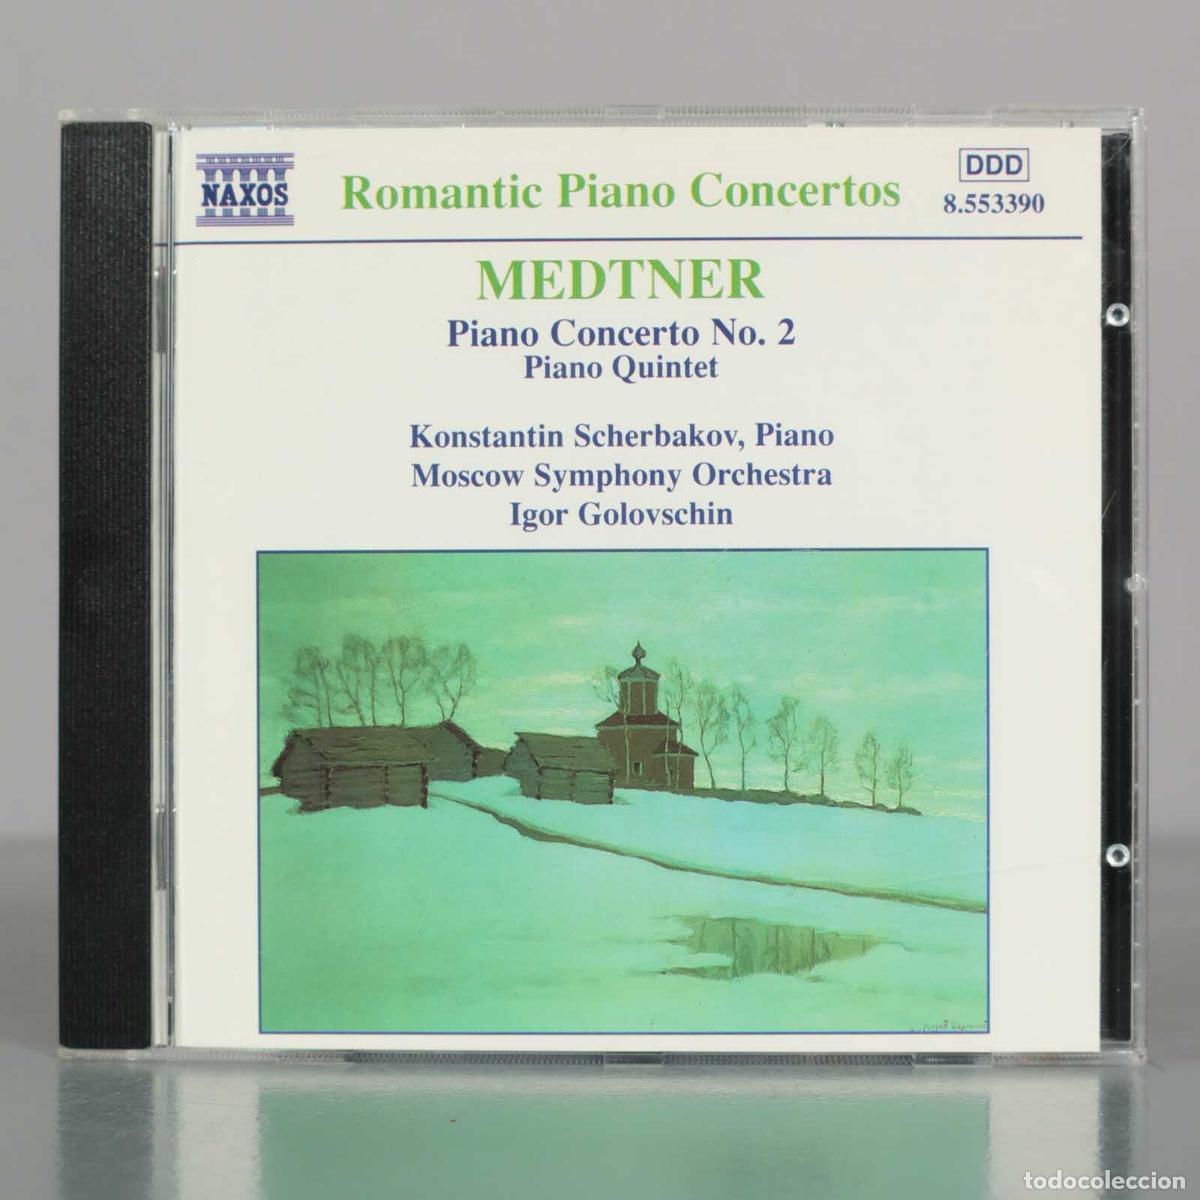 NAXOS
Romantic Piano Concertos
DDD
8.553390
MEDTNER
Piano Concerto No. 2
Piano Quintet
Konstantin Scherbakov, Piano
Moscow Symphony Orchestra
Igor Golovschin
todocoleccion